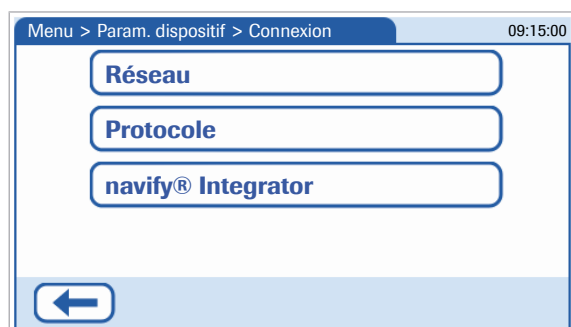 Menu > Param. dispositif > Connexion 09:15:00
Réseau
Protocole
navify® Integrator